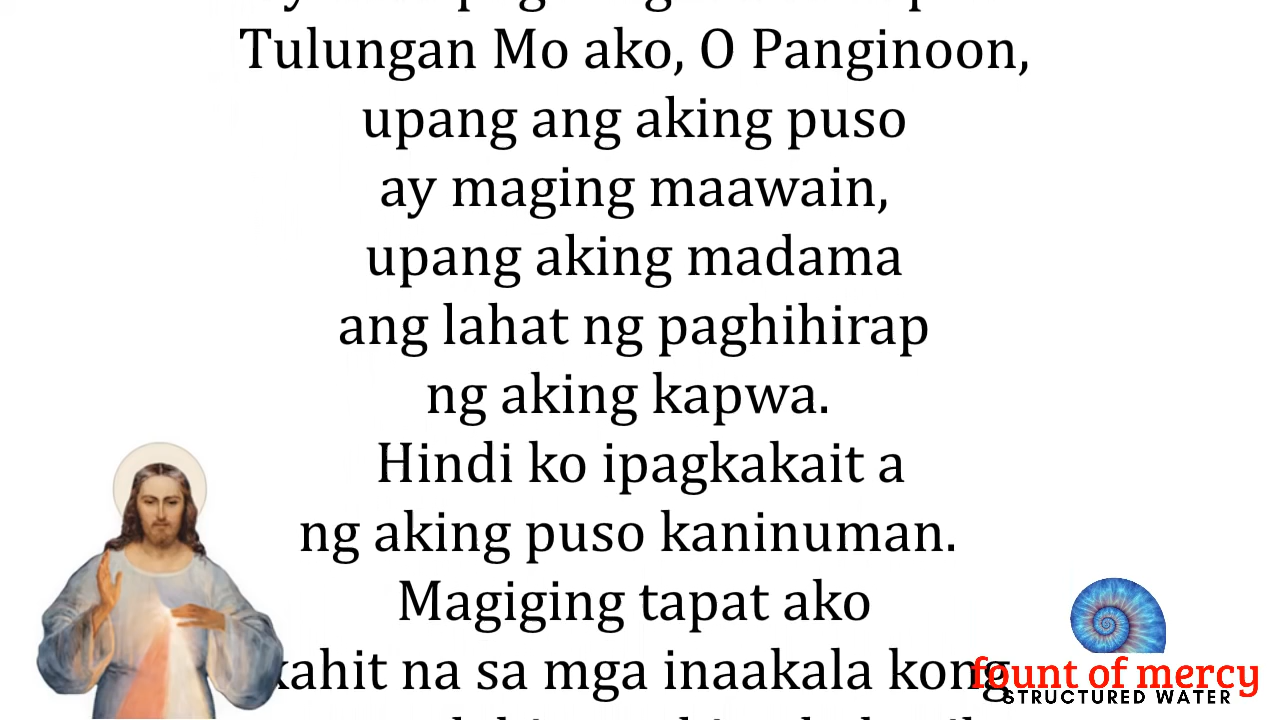 Tulungan Mo ako, O Panginoon,
upang ang aking puso
ay maging maawain,
upang aking madama
ang lahat ng paghihirap
ng aking kapwa.
Hindi ko ipagkakait a
ng aking puso kaninuman.
Magiging tapat ako
kahit na sa mga inaakala kong
fount of mercy
STRUCTURED WATER